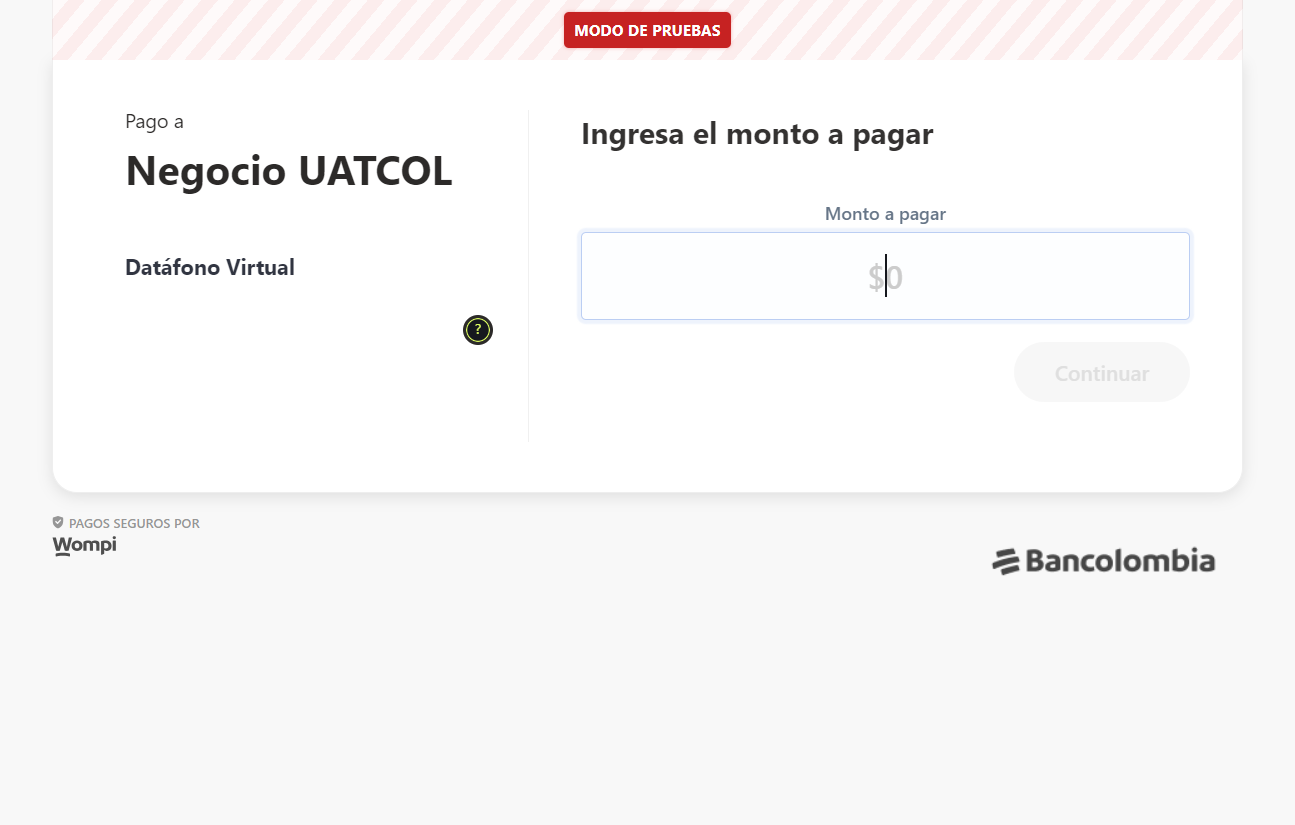 MODO DE PRUEBAS
Pago a
Negocio UATCOL
Datáfono Virtual
?
Ingresa el monto a pagar
Monto a pagar
$0
Continuar
PAGOS SEGUROS POR
Wompi
Bancolombia